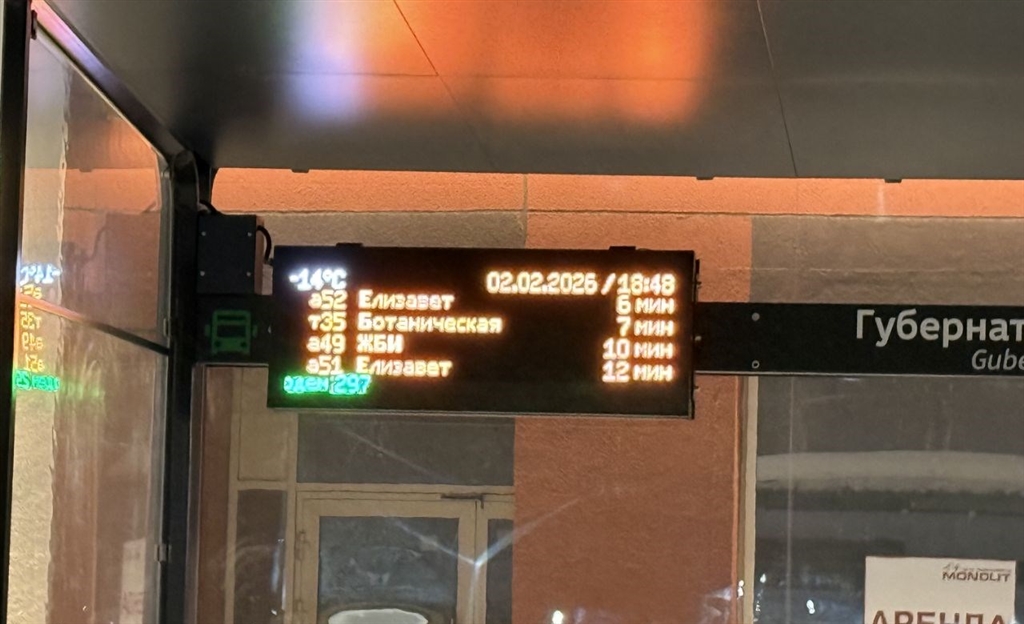 -14°C 02.02.2026 / 18:48
а52 Елизавет 6 мин
т35 Ботаническая 7 мин
а49 ЖБИ 10 мин
а51 Елизавет 12 мин
Губернат
Gube
MONOLIT
АРЕНДА